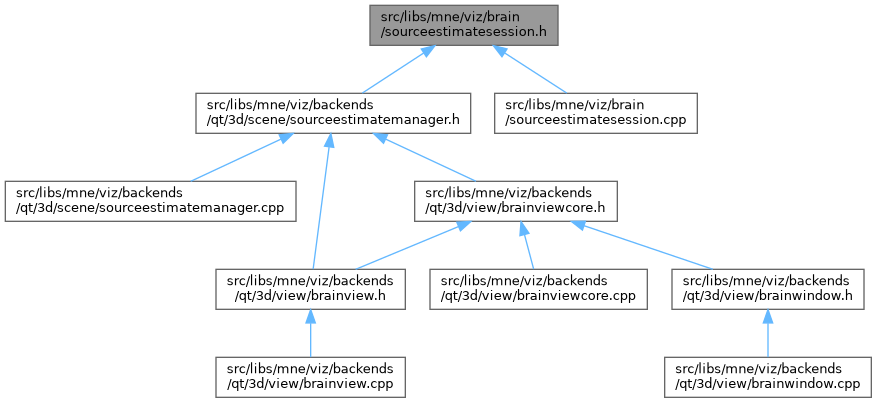 src/libs/mne/viz/brain
/sourceestimatesession.h
src/libs/mne/viz/backends
/qt/3d/scene/sourceestimatemanager.h
src/libs/mne/viz/brain
/sourceestimatesession.cpp
src/libs/mne/viz/backends
/qt/3d/scene/sourceestimatemanager.cpp
src/libs/mne/viz/backends
/qt/3d/view/brainviewcore.h
src/libs/mne/viz/backends
/qt/3d/view/brainview.h
src/libs/mne/viz/backends
/qt/3d/view/brainviewcore.cpp
src/libs/mne/viz/backends
/qt/3d/view/brainwindow.h
src/libs/mne/viz/backends
/qt/3d/view/brainview.cpp
src/libs/mne/viz/backends
/qt/3d/view/brainwindow.cpp